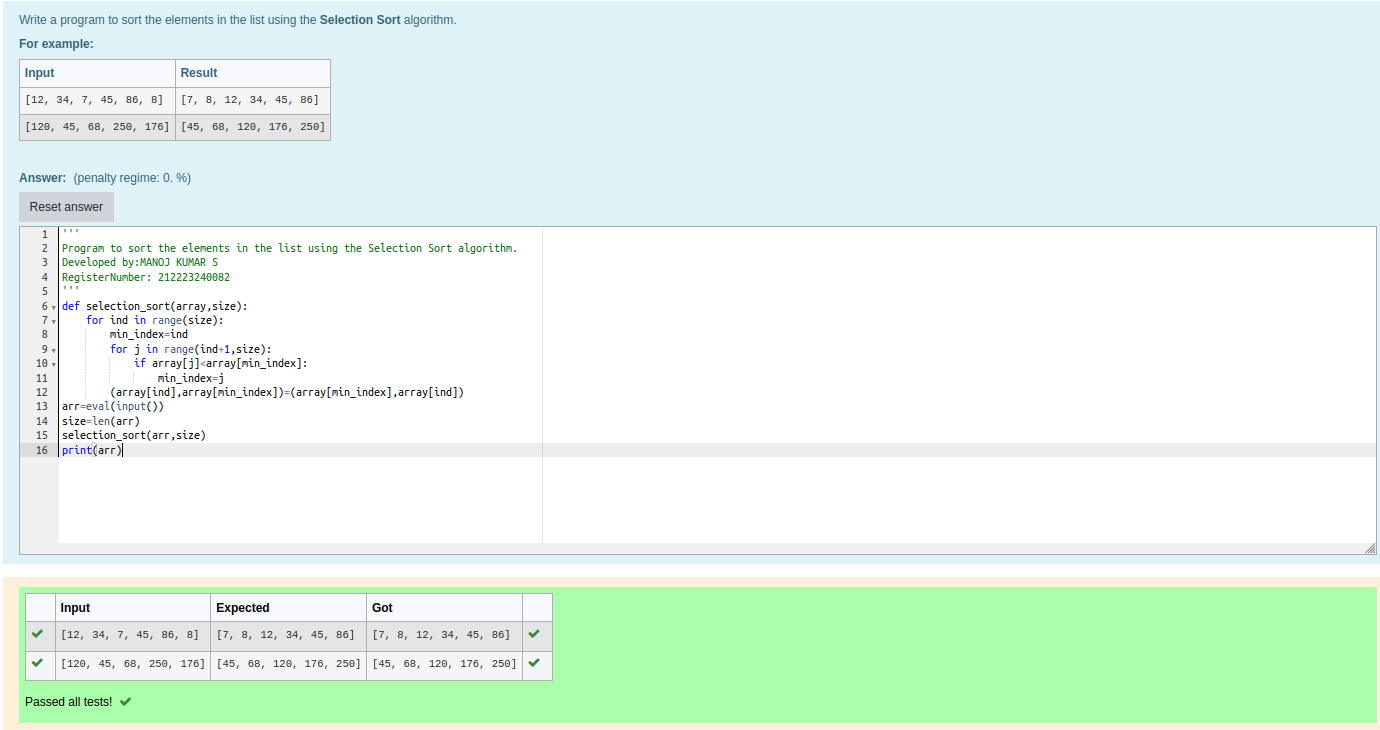 Write a program to sort the elements in the list using the Selection Sort algorithm.
For example:
Input Result
[12, 34, 7, 45, 86, 8] [7, 8, 12, 34, 45, 86]
[120, 45, 68, 250, 176] [45, 68, 120, 176, 250]
Answer: (penalty regime: 0. %)
Reset answer
1 '''
2 Program to sort the elements in the list using the Selection Sort algorithm.
3 Developed by:MANOJ KUMAR S
4 RegisterNumber: 212223240082
5 '''
6 def selection_sort(array,size):
7     for ind in range(size):
8         min_index=ind
9         for j in range(ind+1,size):
10             if array[j]<array[min_index]:
11                 min_index=j
12         (array[ind],array[min_index])=(array[min_index],array[ind])
13 arr=eval(input())
14 size=len(arr)
15 selection_sort(arr,size)
16 print(arr)
Input Expected Got
[12, 34, 7, 45, 86, 8] [7, 8, 12, 34, 45, 86] [7, 8, 12, 34, 45, 86]
[120, 45, 68, 250, 176] [45, 68, 120, 176, 250] [45, 68, 120, 176, 250]
Passed all tests!